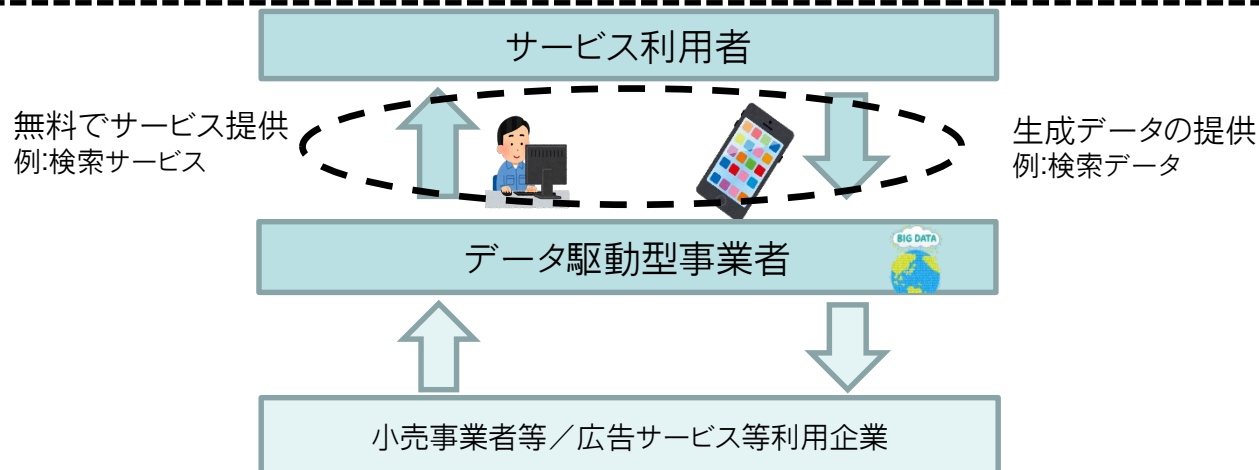 サービス利用者
無料でサービス提供
例:検索サービス
生成データの提供
例:検索データ
データ駆動型事業者
BIG DATA
小売事業者等／広告サービス等利用企業